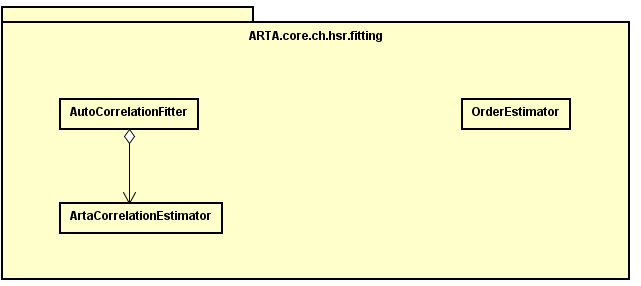 ARTA.core.ch.hsr.fitting
AutoCorrelationFitter
OrderEstimator
ArtaCorrelationEstimator